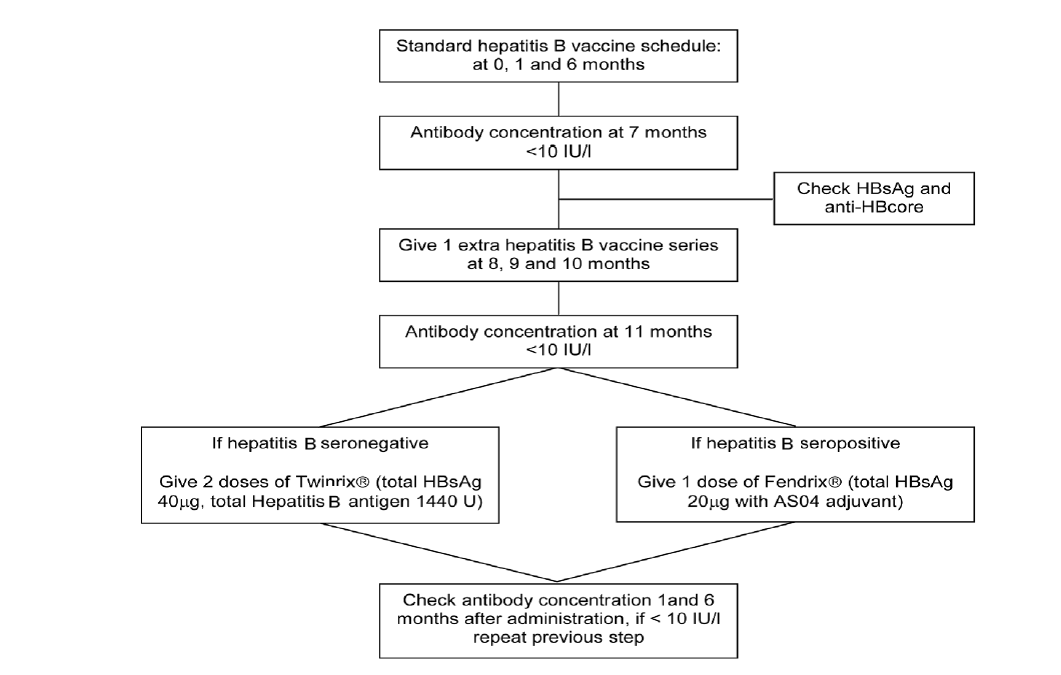 Standard hepatitis B vaccine schedule:
at 0, 1 and 6 months
Antibody concentration at 7 months
<10 IU/l
Check HBsAg and
anti-HBcore
Give 1 extra hepatitis B vaccine series
at 8, 9 and 10 months
Antibody concentration at 11 months
<10 IU/l
If hepatitis B seronegative
Give 2 doses of Twinrix® (total HBsAg
40µg, total Hepatitis B antigen 1440 U)
If hepatitis B seropositive
Give 1 dose of Fendrix® (total HBsAg
20µg with AS04 adjuvant)
Check antibody concentration 1and 6
months after administration, if < 10 IU/l
repeat previous step